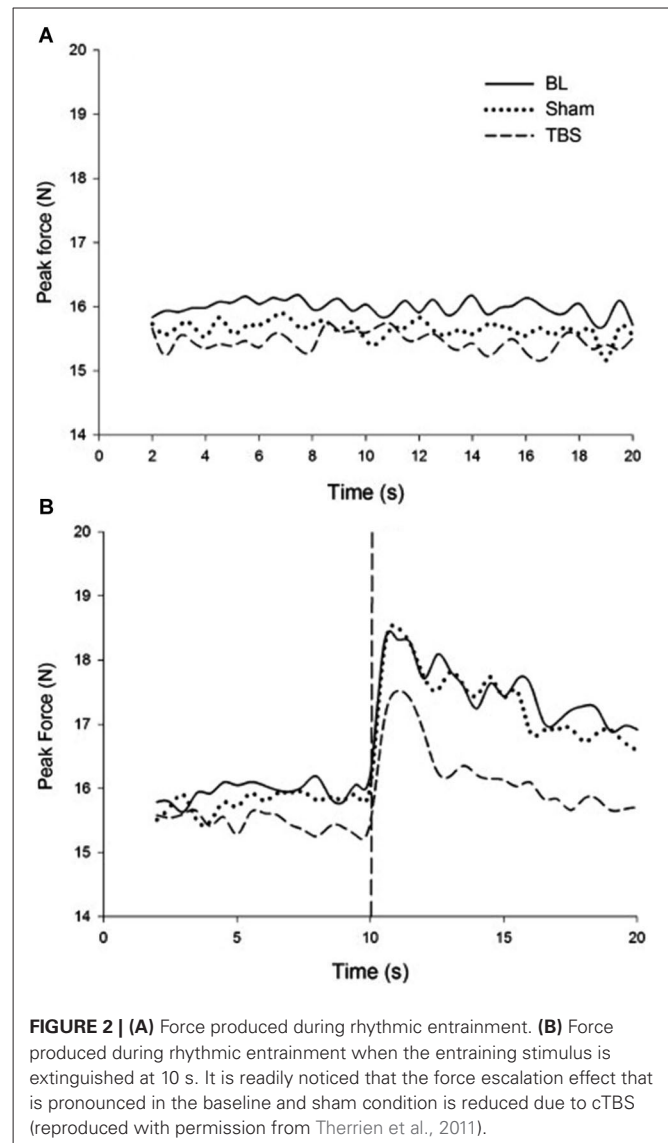 A
20
19
18
17
16
15
14
Peak force (N)
BL
Sham
TBS
0 2 4 6 8 10 12 14 16 18 20
Time (s)
B
20
19
18
17
16
15
14
Peak Force (N)
0 5 10 15 20
Time (s)
FIGURE 2 | (A) Force produced during rhythmic entrainment. (B) Force
produced during rhythmic entrainment when the entraining stimulus is
extinguished at 10 s. It is readily noticed that the force escalation effect that
is pronounced in the baseline and sham condition is reduced due to cTBS
(reproduced with permission from Therrien et al., 2011).